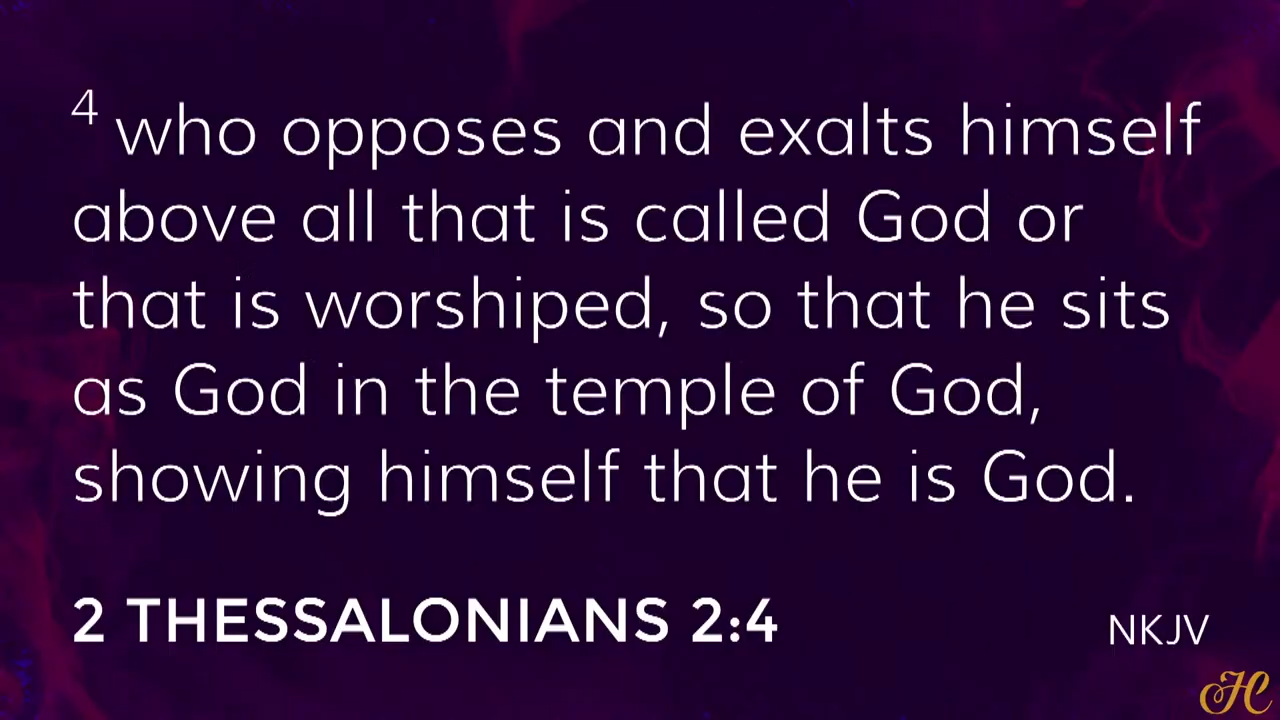 4 who opposes and exalts himself
above all that is called God or
that is worshiped, so that he sits
as God in the temple of God,
showing himself that he is God.
2 THESSALONIANS 2:4
NKJV
HC